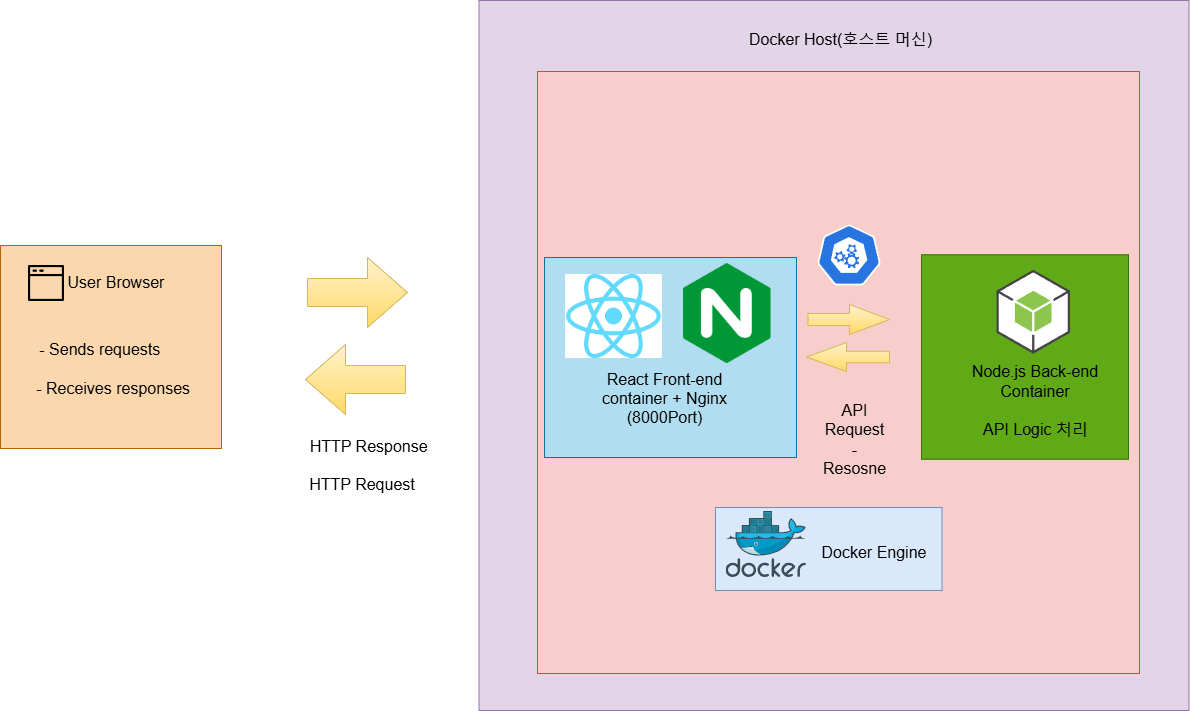 Docker Host(호스트 머신)
User Browser
- Sends requests
- Receives responses
HTTP Response
HTTP Request
React Front-end
container + Nginx
(8000Port)
API
Request
-
Resosne
Node.js Back-end
Container
API Logic 처리
docker
Docker Engine